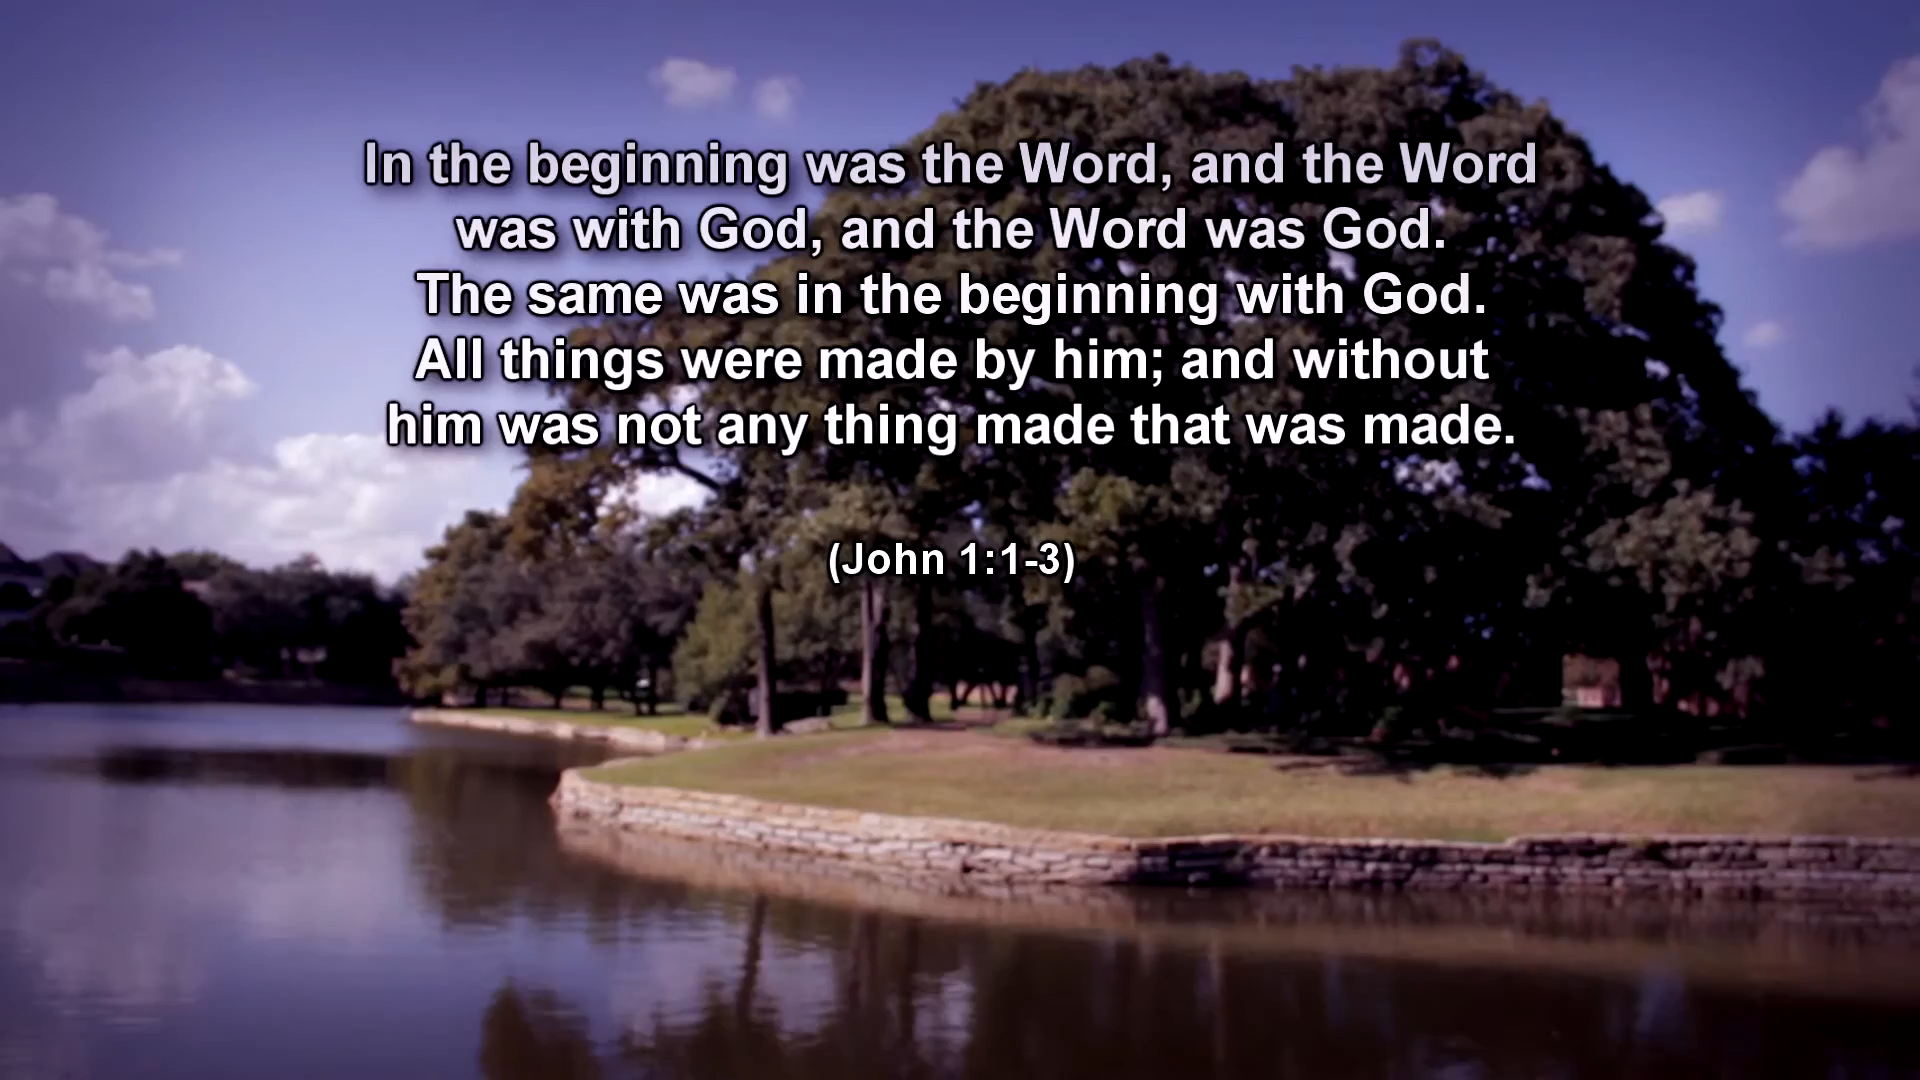 In the beginning was the Word, and the Word
was with God, and the Word was God.
The same was in the beginning with God.
All things were made by him; and without
him was not any thing made that was made.
(John 1:1-3)